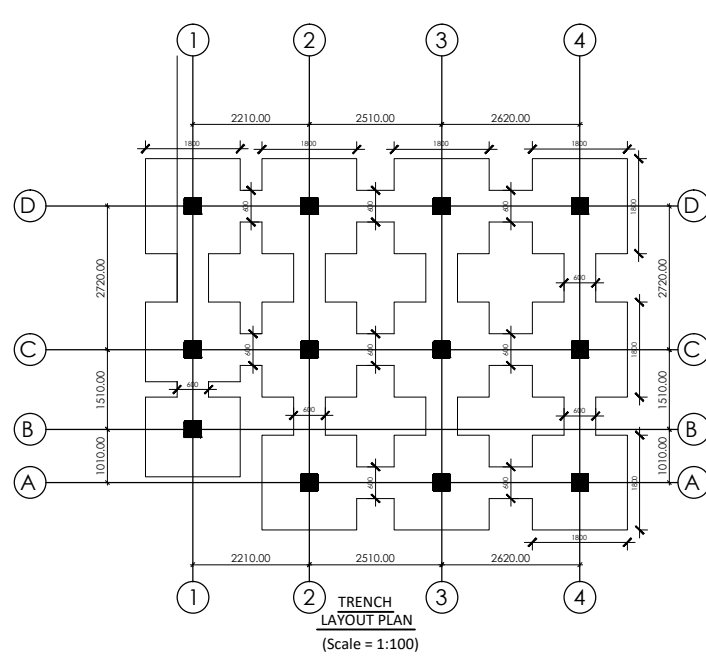 1 2 3 4
2210.00 2510.00 2620.00
1800 1800 1800 1800
D D
600 600 600 1800
2720.00 2720.00
600
C C
600 600 600 1800
1510.00 1510.00
600
600 600
B B
1010.00 1010.00
A A
600 600 1800
1800
2210.00 2510.00 2620.00
1 2 3 4
TRENCH
LAYOUT PLAN
(Scale = 1:100)